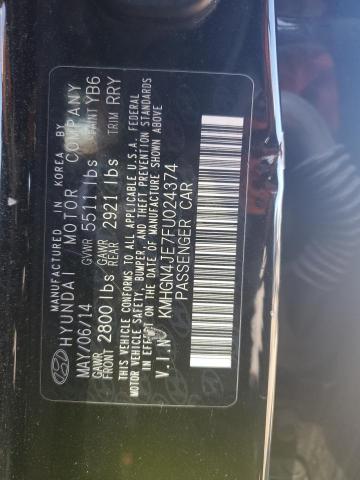 MANUFACTURED IN KOREA BY
HYUNDAI MOTOR COMPANY
MAY/06/14 GVWR 5511 lbs PAINT YB6
GAWR FRONT 2800 lbs GAWR REAR 2921 lbs TRIM RRY
THIS VEHICLE CONFORMS TO ALL APPLICABLE U.S.A. FEDERAL
MOTOR VEHICLE SAFETY, BUMPER, AND THEFT PREVENTION STANDARDS
IN EFFECT ON THE DATE OF MANUFACTURE SHOWN ABOVE
V.I.N KMHGN4JE7FU024374
PASSENGER CAR